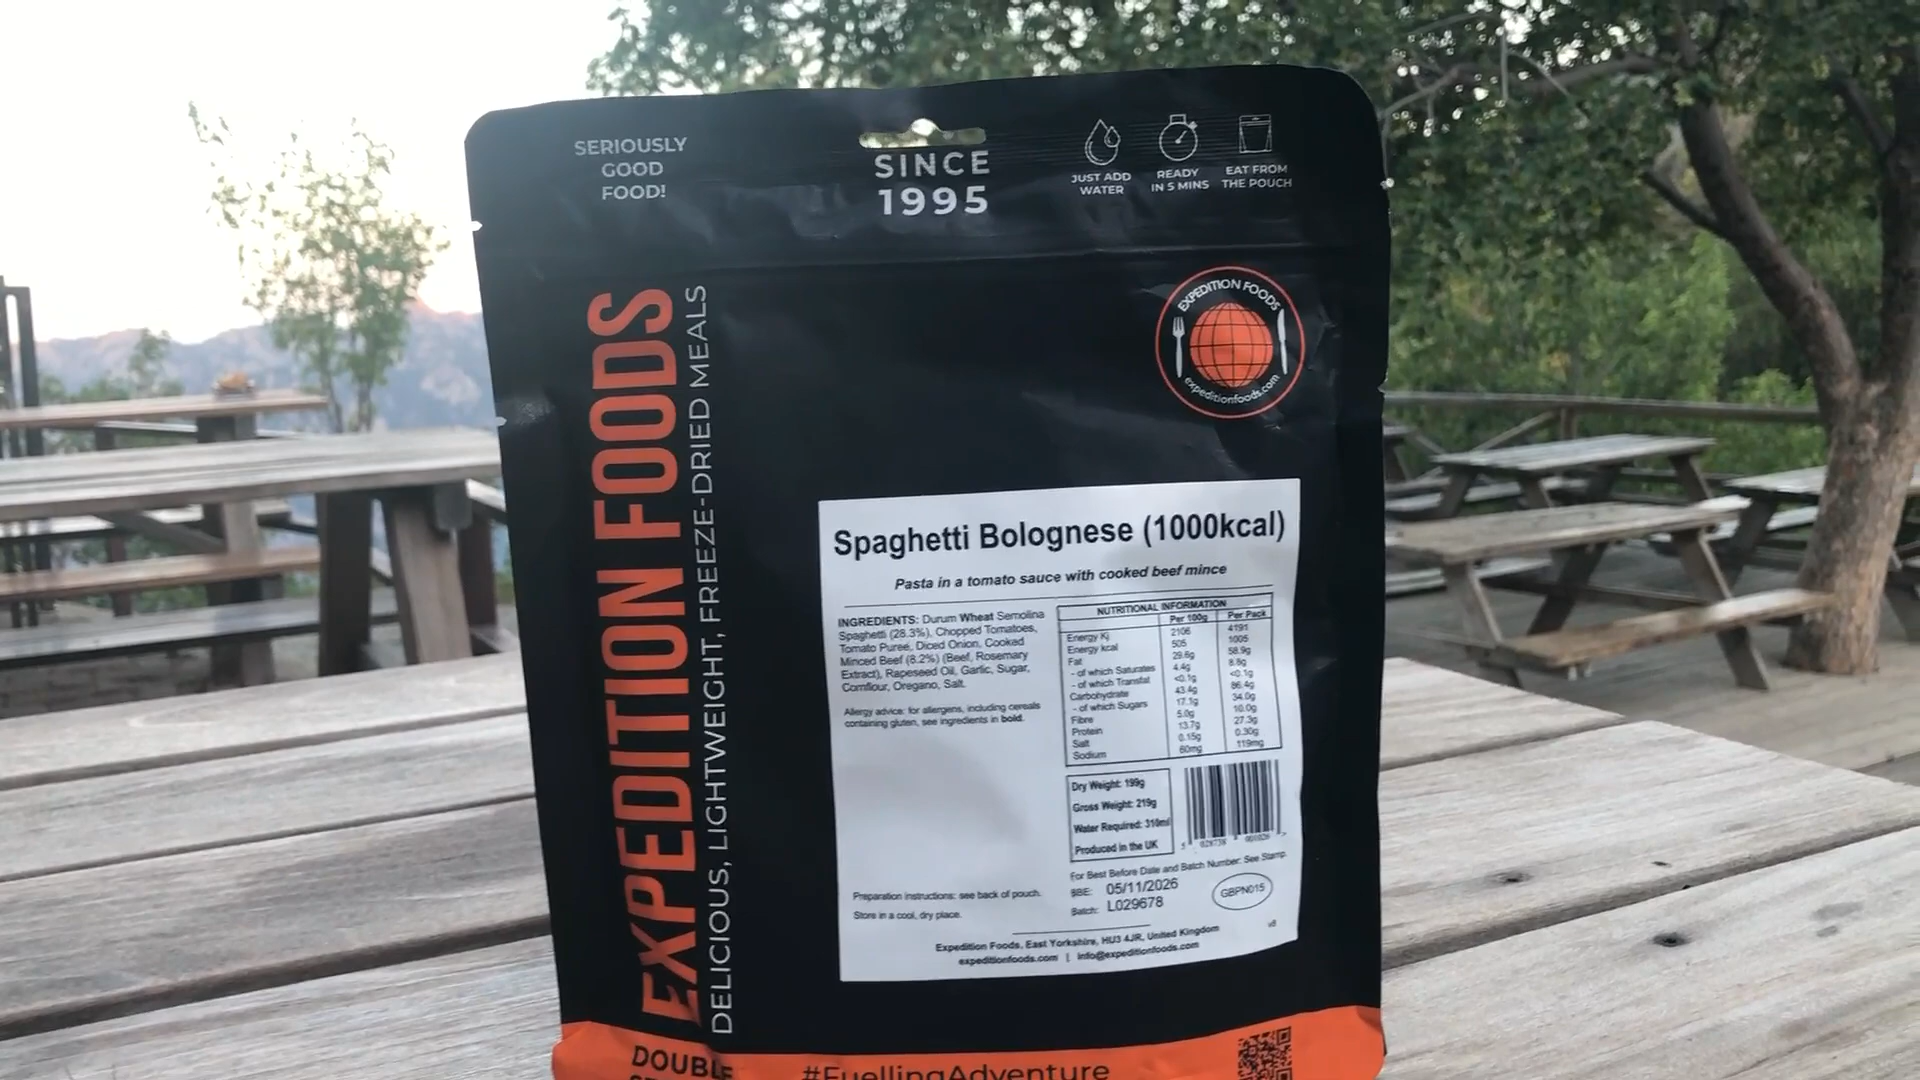 SERIOUSLY
GOOD
FOOD!
SINCE
1995
JUST ADD
WATER
READY
IN 5 MINS
EAT FROM
THE POUCH
EXPEDITION FOODS
expeditionfoods.com
EXPEDITION FOODS
DELICIOUS, LIGHTWEIGHT, FREEZE-DRIED MEALS
Spaghetti Bolognese (1000kcal)
Pasta in a tomato sauce with cooked beef mince
INGREDIENTS: Durum Wheat Semolina
Spaghetti (28.3%), Chopped Tomatoes,
Tomato Puree, Diced Onion, Cooked
Minced Beef (8.2%) (Beef, Rosemary
Extract), Rapeseed Oil, Garlic, Sugar,
Cornflour, Oregano, Salt.
Allergy advice: for allergens, including cereals
containing gluten, see ingredients in bold.
NUTRITIONAL INFORMATION
Per 100g Per Pack
Energy Kj 2106 4191
Energy kcal 505 1005
Fat 29.6g 58.9g
- of which Saturates 4.4g 8.8g
- of which Transfat <0.1g <0.1g
Carbohydrate 43.4g 86.4g
- of which Sugars 17.1g 34.0g
Fibre 5.0g 10.0g
Protein 13.7g 27.3g
Salt 0.15g 0.30g
Sodium 60mg 119mg
Dry Weight: 199g
Gross Weight: 219g
Water Required: 310ml
Produced in the UK
Preparation instructions: see back of pouch.
Store in a cool, dry place.
For Best Before Date and Batch Number: See Stamp.
BBE: 05/11/2026
Batch: L029678
GBPN015
Expedition Foods, East Yorkshire, HU3 4JR, United Kingdom
expeditionfoods.com | info@expeditionfoods.com
v8
DOUBLE
#FuellingAdventure